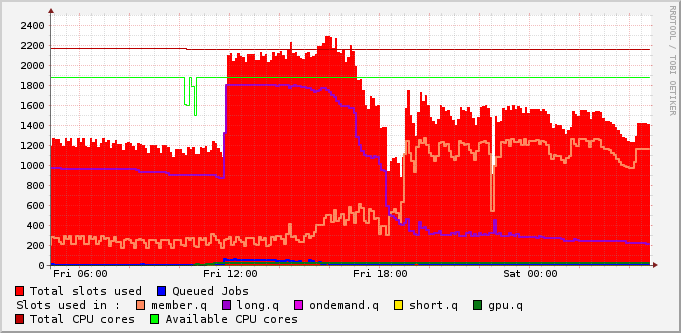 RRDTOOL / TOBI OETIKER
2400
2200
2000
1800
1600
1400
1200
1000
800
600
400
200
0
Fri 06:00 Fri 12:00 Fri 18:00 Sat 00:00
Total slots used Queued Jobs
Slots used in : member.q long.q ondemand.q short.q gpu.q
Total CPU cores Available CPU cores